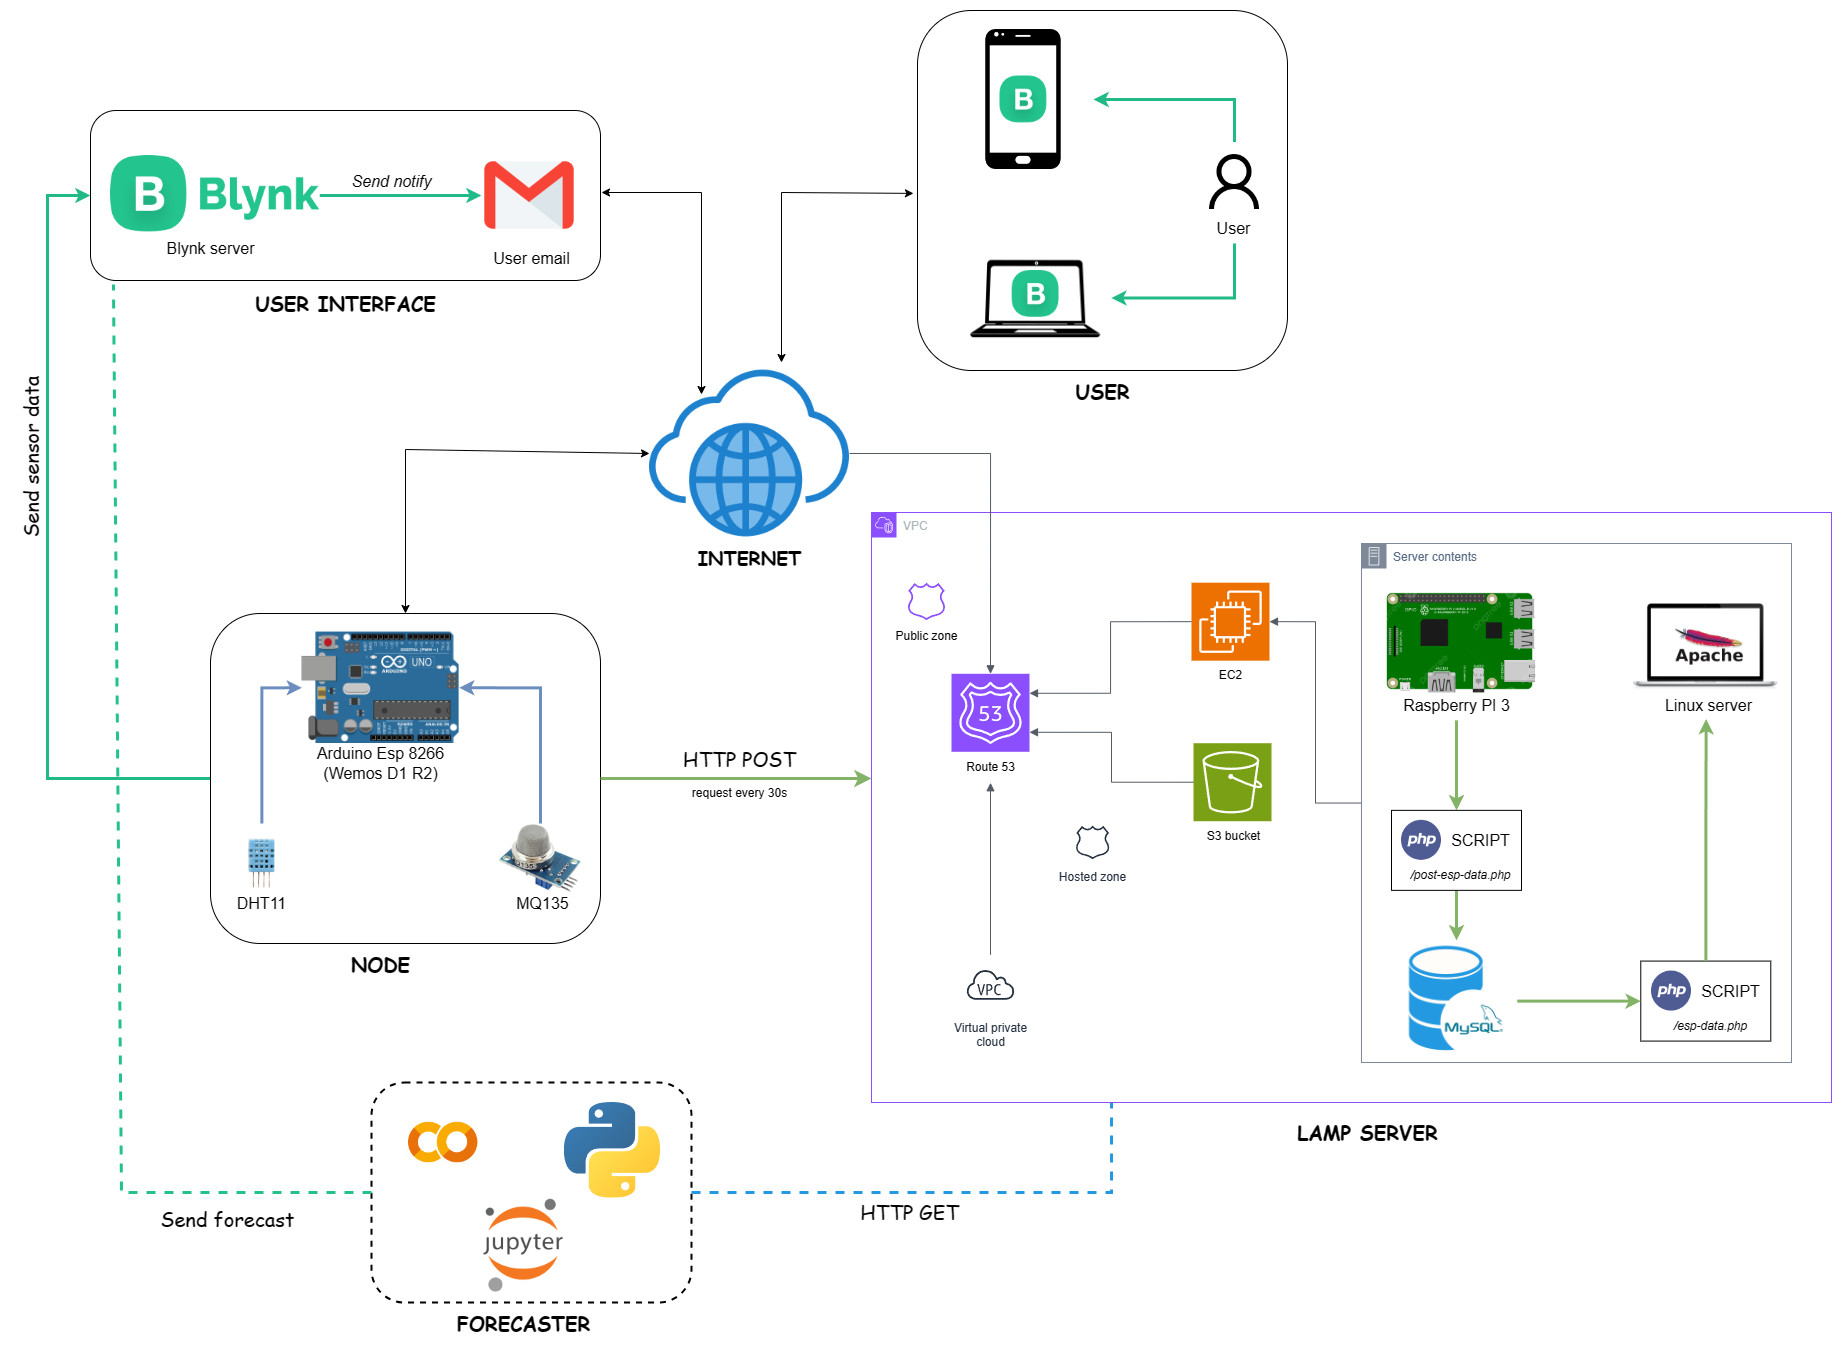 B
B Blynk
Send notify
Blynk server
User email
USER INTERFACE
User
B
USER
Send sensor data
INTERNET
VPC
Server contents
Public zone
53
Route 53
EC2
S3 bucket
Hosted zone
VPC
Virtual private
cloud
Raspberry PI 3
Apache
Linux server
php SCRIPT
/post-esp-data.php
MySQL
php SCRIPT
/esp-data.php
LAMP SERVER
UNO
ARDUINO
Arduino Esp 8266
(Wemos D1 R2)
DHT11
MQ135
NODE
HTTP POST
request every 30s
Send forecast
HTTP GET
jupyter
FORECASTER